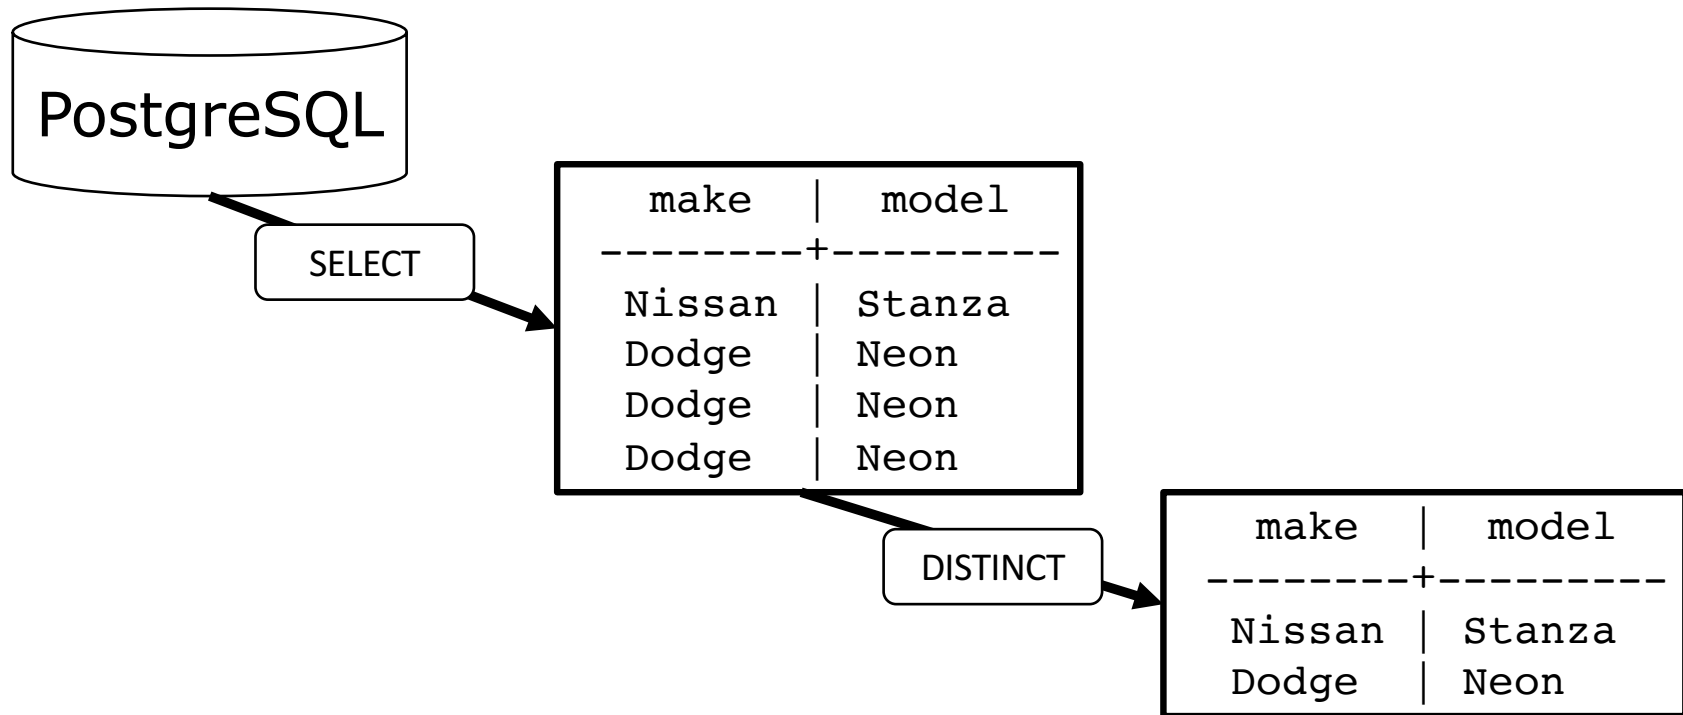 PostgreSQL
SELECT
make | model
---------+---------
Nissan | Stanza
Dodge | Neon
Dodge | Neon
Dodge | Neon
DISTINCT
make | model
---------+---------
Nissan | Stanza
Dodge | Neon